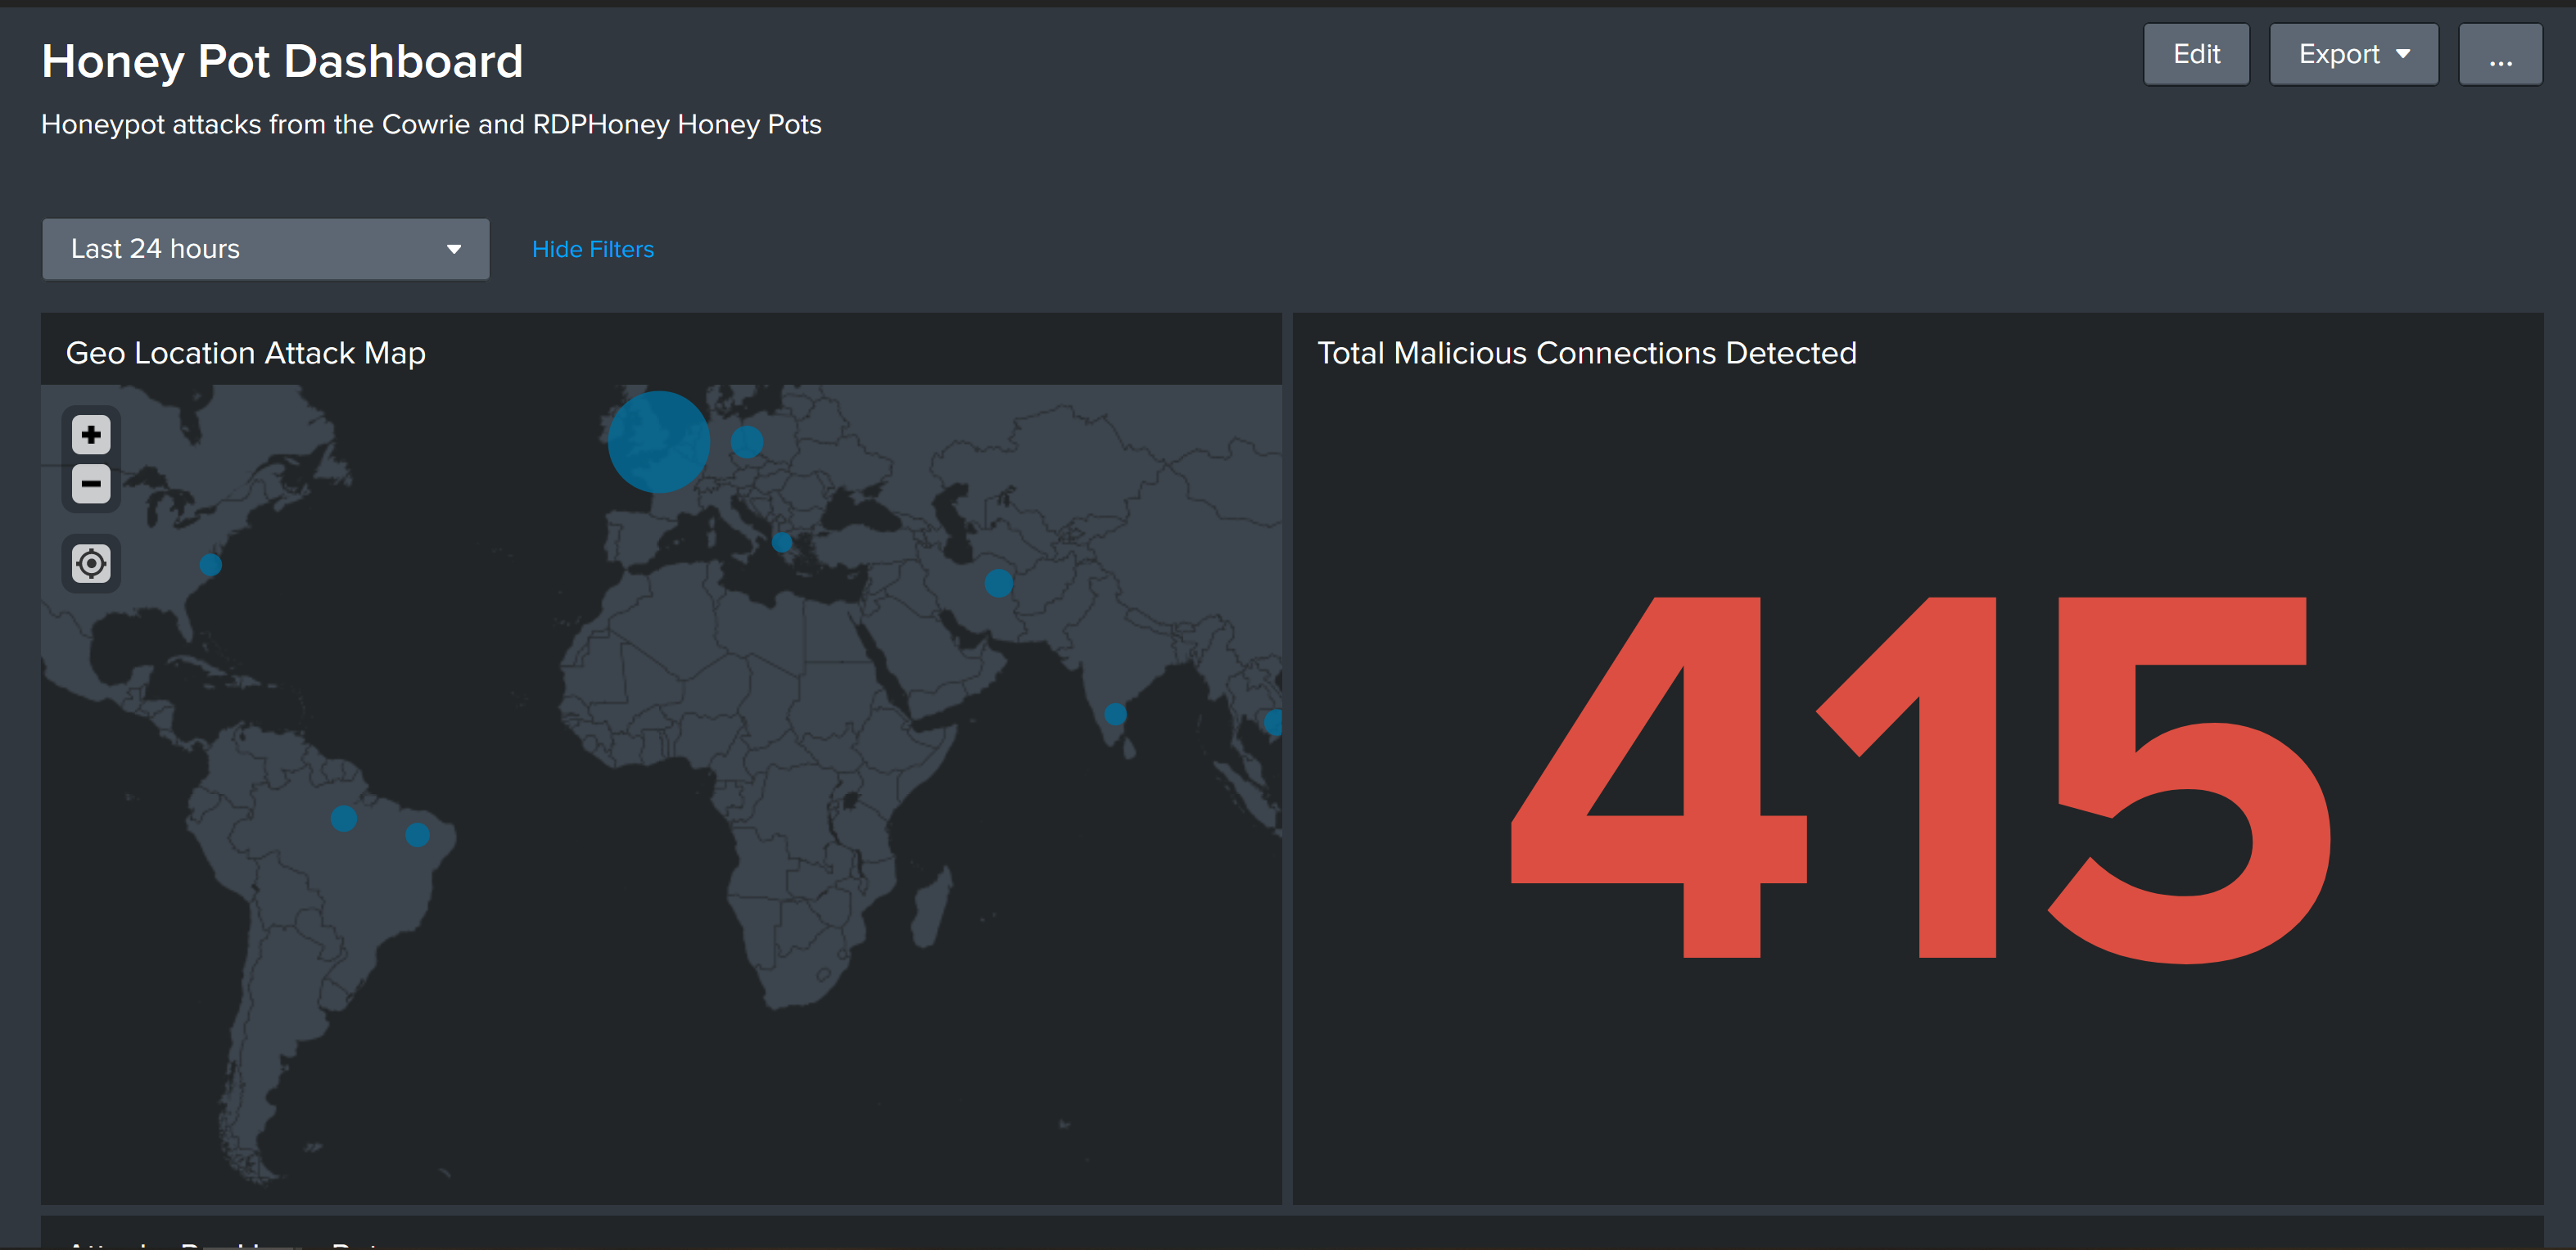 Honey Pot Dashboard
Edit
Export
...
Honeypot attacks from the Cowrie and RDPHoney Honey Pots
Last 24 hours
Hide Filters
Geo Location Attack Map
Total Malicious Connections Detected
415